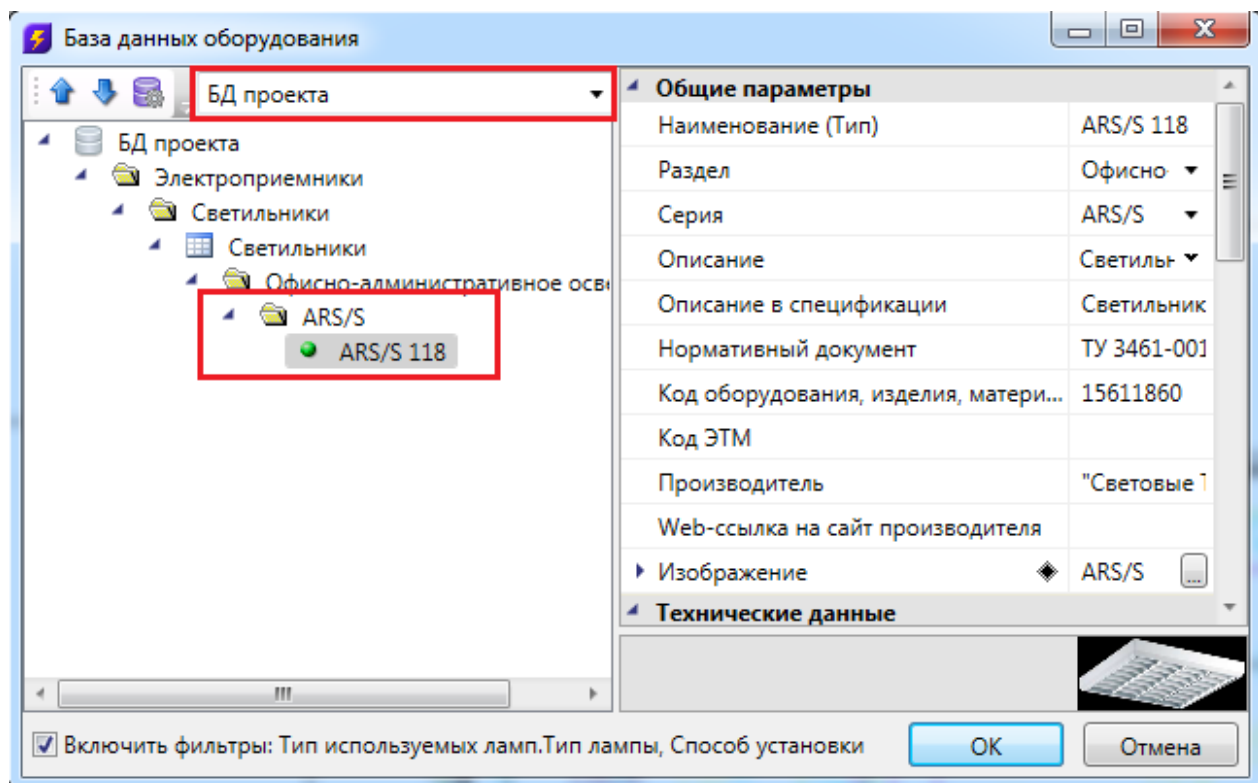 База данных оборудования
БД проекта
БД проекта
Электроприемники
Светильники
Светильники
Офисно-административное осве
ARS/S
ARS/S 118
Общие параметры
Наименование (Тип) ARS/S 118
Раздел Офисно-
Серия ARS/S
Описание Светильн
Описание в спецификации Светильник
Нормативный документ ТУ 3461-001
Код оборудования, изделия, матери... 15611860
Код ЭТМ
Производитель "Световые Т
Web-ссылка на сайт производителя
Изображение ARS/S ...
Технические данные
Включить фильтры: Тип используемых ламп.Тип лампы, Способ установки
OK
Отмена